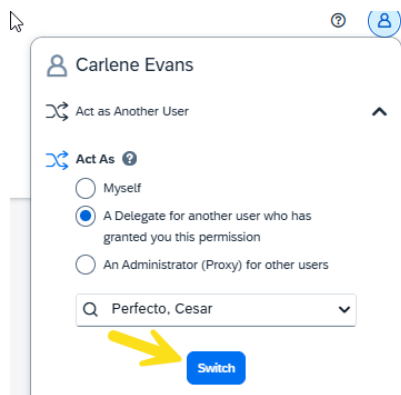 Carlene Evans
Act as Another User
Act As ?
Myself
A Delegate for another user who has
granted you this permission
An Administrator (Proxy) for other users
Perfecto, Cesar
Switch